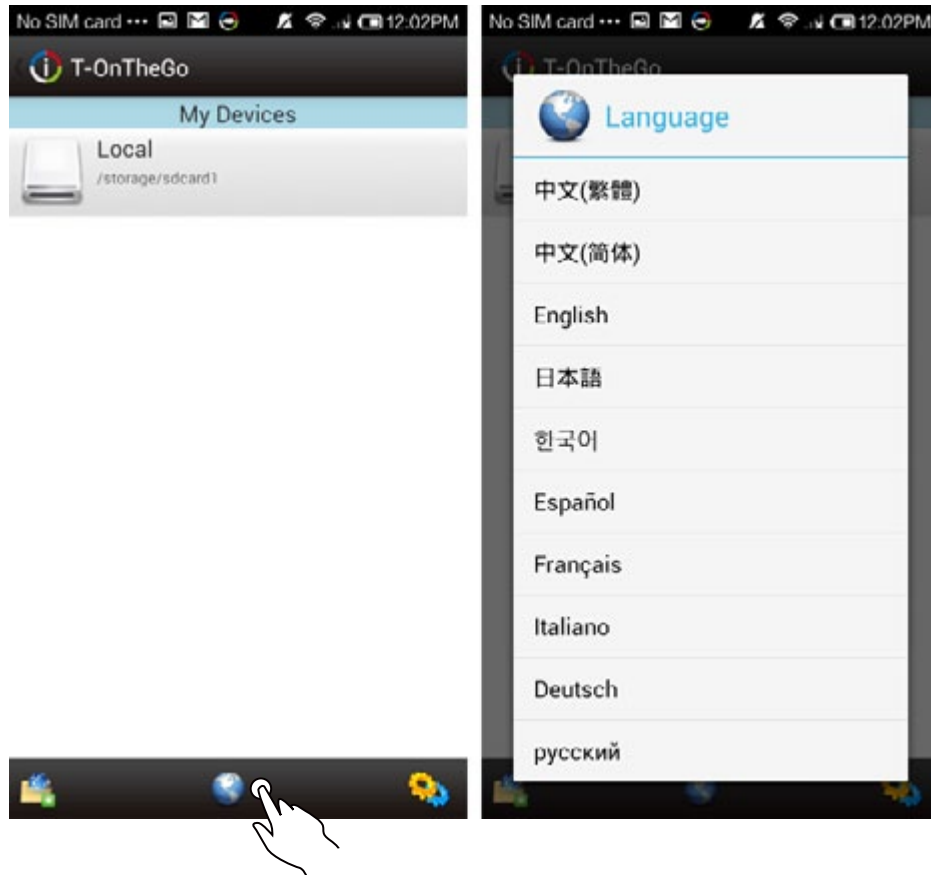 No SIM card ••• 12:02PM
T-OnTheGo
My Devices
Local
/storage/sdcard1
No SIM card ••• 12:02PM
T-OnTheGo
Language
中文(繁體)
中文(简体)
English
日本語
한국어
Español
Français
Italiano
Deutsch
русский